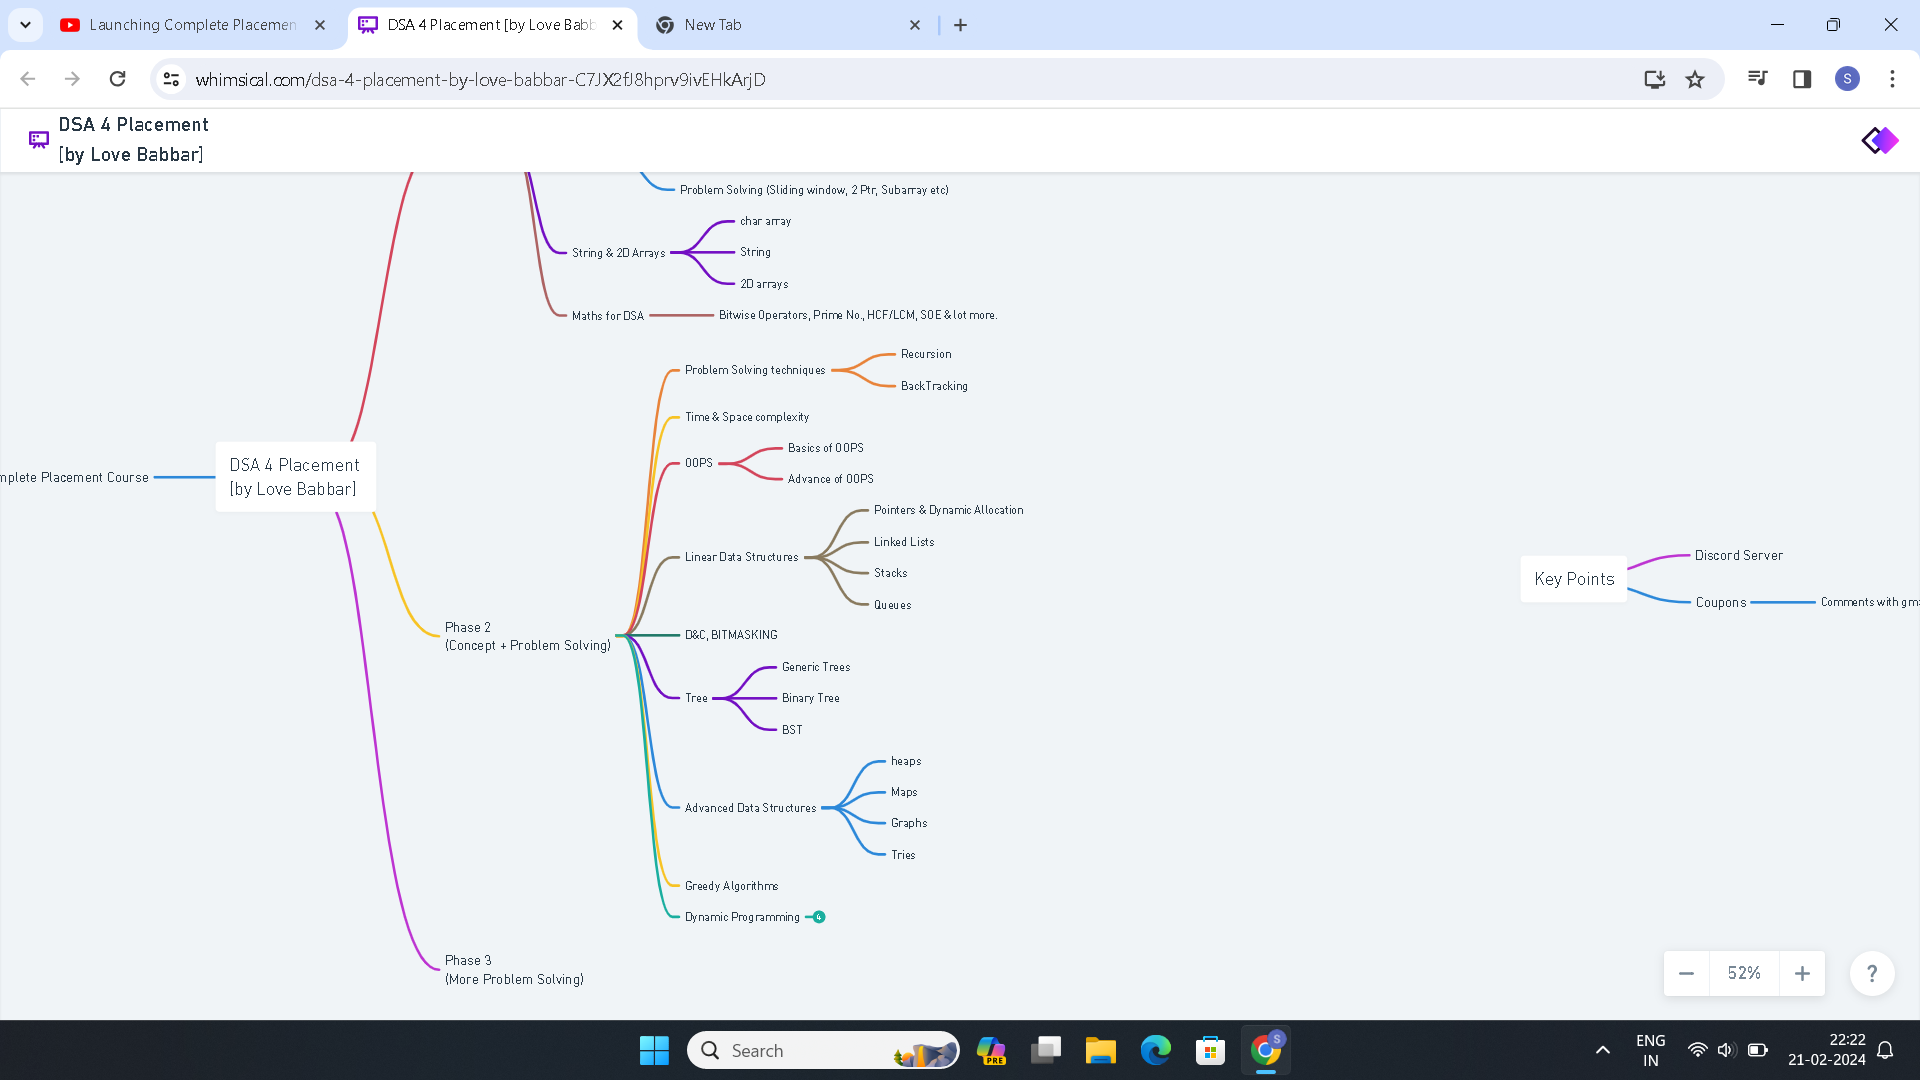 Launching Complete Placemen
DSA 4 Placement [by Love Babb
New Tab
whimsical.com/dsa-4-placement-by-love-babbar-C7JX2fJ8hprv9ivEHkArjD
S
DSA 4 Placement
[by Love Babbar]
Problem Solving (Sliding window, 2 Ptr, Subarray etc)
char array
String & 2D Arrays
String
2D arrays
Maths for DSA
Bitwise Operators, Prime No., HCF/LCM, SOE & lot more.
Recursion
Problem Solving techniques
BackTracking
Time & Space complexity
Basics of OOPS
OOPS
Advance of OOPS
mplete Placement Course
DSA 4 Placement
[by Love Babbar]
Pointers & Dynamic Allocation
Linked Lists
Linear Data Structures
Stacks
Queues
Phase 2
(Concept + Problem Solving)
D&C, BITMASKING
Generic Trees
Tree
Binary Tree
BST
heaps
Maps
Advanced Data Structures
Graphs
Tries
Greedy Algorithms
Dynamic Programming
4
Phase 3
(More Problem Solving)
Key Points
Discord Server
Coupons
Comments with gm
52%
?
Search
PRE
S
ENG
IN
22:22
21-02-2024